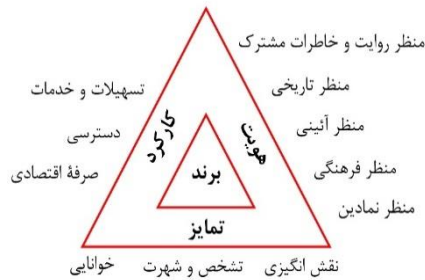 منظر روایت و خاطرات مشترک
منظر تاریخی
منظر آئینی
منظر فرهنگی
منظر نمادین
هویت
تسهیلات و خدمات
دسترسی
صرفهٔ اقتصادی
کارکرد
برند
تمایز
نقش انگیزی
تشخص و شهرت
خوانایی